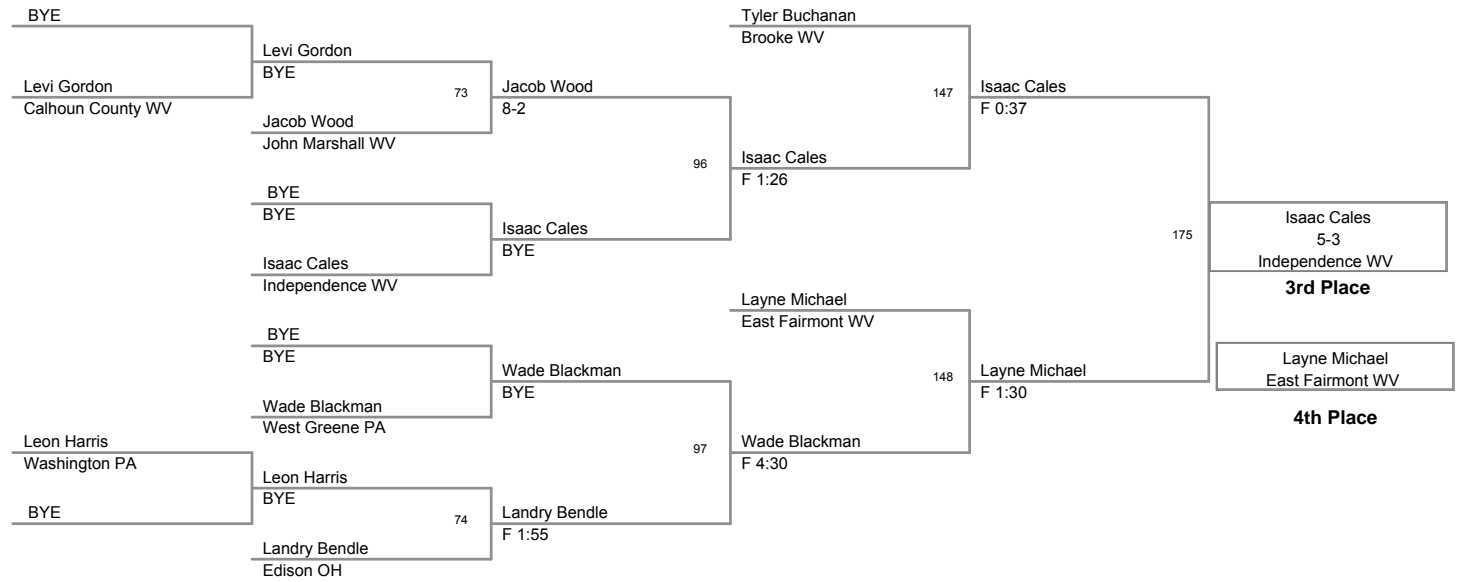 BYE
Levi Gordon
Calhoun County WV
Levi Gordon
BYE
73
Jacob Wood
John Marshall WV
Jacob Wood
8-2
BYE
BYE
Isaac Cales
Independence WV
Isaac Cales
BYE
96
Isaac Cales
F 1:26
Tyler Buchanan
Brooke WV
147
Isaac Cales
F 0:37
BYE
BYE
Wade Blackman
West Greene PA
Wade Blackman
BYE
Leon Harris
Washington PA
BYE
Leon Harris
BYE
74
Landry Bendle
Edison OH
Landry Bendle
F 1:55
97
Wade Blackman
F 4:30
Layne Michael
East Fairmont WV
148
Layne Michael
F 1:30
175
Isaac Cales
5-3
Independence WV
3rd Place
Layne Michael
East Fairmont WV
4th Place